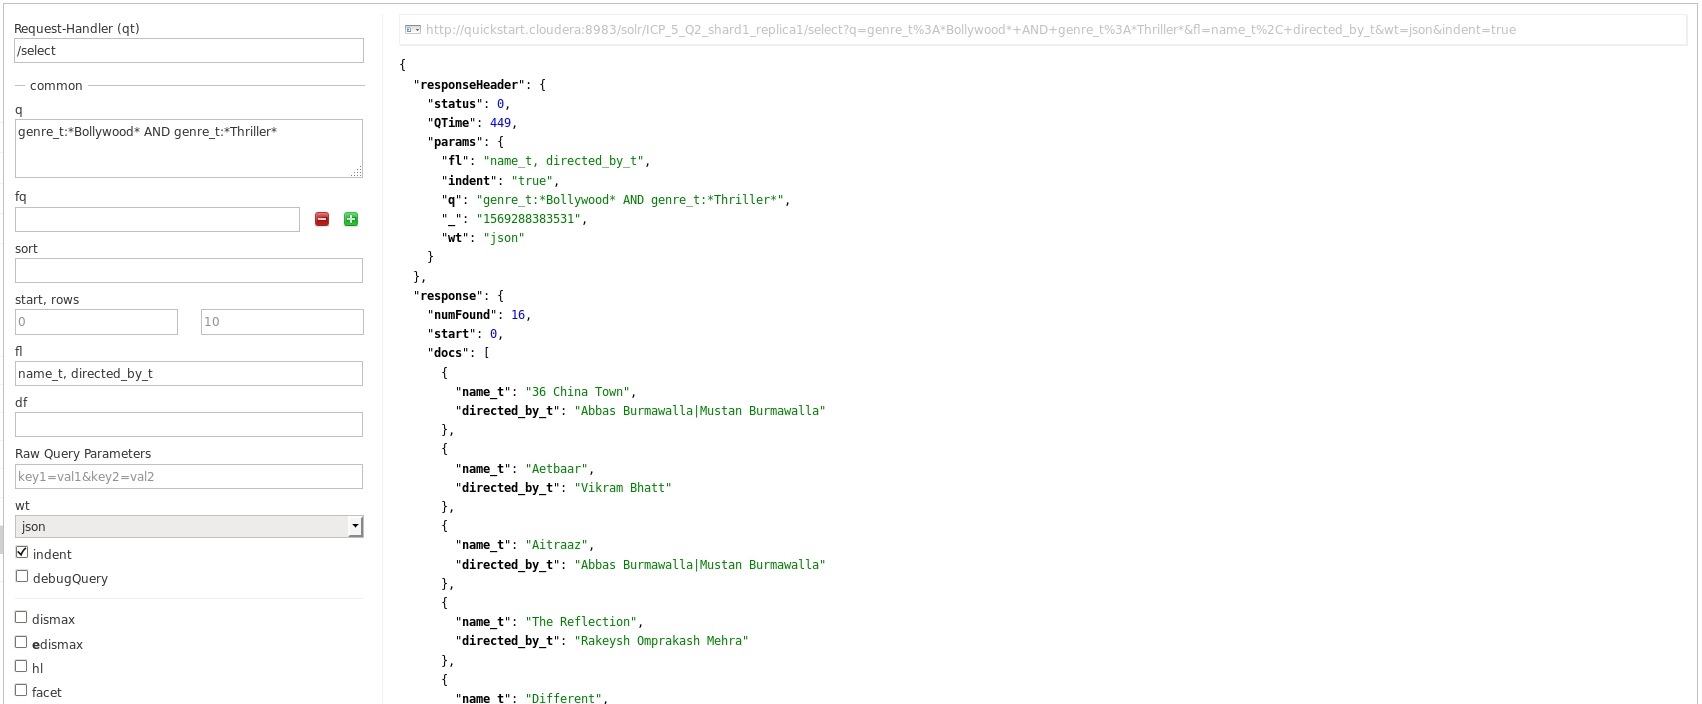 Request-Handler (qt)
/select
common
q
genre_t:*Bollywood* AND genre_t:*Thriller*
fq
sort
start, rows
0 10
fl
name_t, directed_by_t
df
Raw Query Parameters
key1=val1&key2=val2
wt
json
indent
debugQuery
dismax
edismax
hl
facet
http://quickstart.cloudera:8983/solr/ICP_5_Q2_shard1_replica1/select?q=genre_t%3A*Bollywood*+AND+genre_t%3A*Thriller*&fl=name_t%2C+directed_by_t&wt=json&indent=true
{
"responseHeader": {
"status": 0,
"QTime": 449,
"params": {
"fl": "name_t, directed_by_t",
"indent": "true",
"q": "genre_t:*Bollywood* AND genre_t:*Thriller*",
"_": "1569288383531",
"wt": "json"
}
},
"response": {
"numFound": 16,
"start": 0,
"docs": [
{
"name_t": "36 China Town",
"directed_by_t": "Abbas Burmawalla|Mustan Burmawalla"
},
{
"name_t": "Aetbaar",
"directed_by_t": "Vikram Bhatt"
},
{
"name_t": "Aitraaz",
"directed_by_t": "Abbas Burmawalla|Mustan Burmawalla"
},
{
"name_t": "The Reflection",
"directed_by_t": "Rakeysh Omprakash Mehra"
},
{
"name_t": "Different",